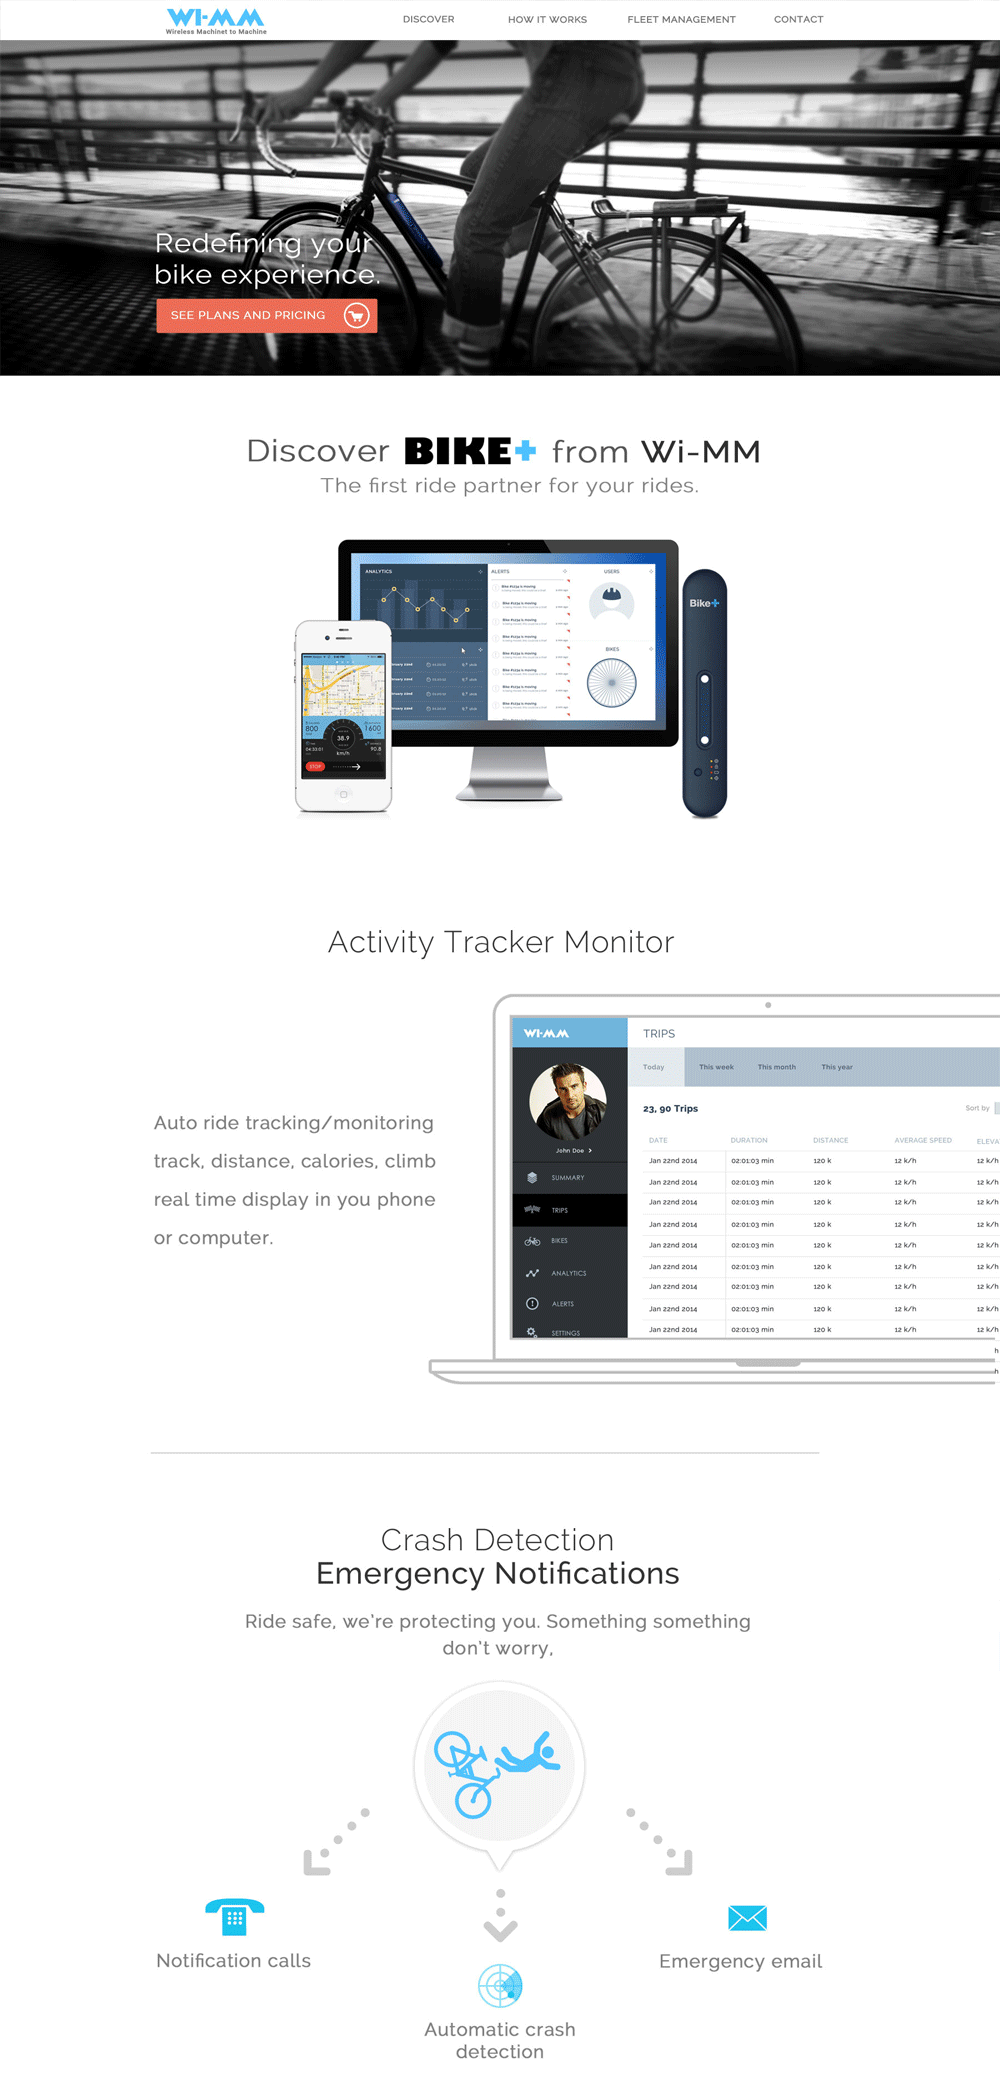 WI-MM
Wireless Machinet to Machine
DISCOVER
HOW IT WORKS
FLEET MANAGEMENT
CONTACT
Redefining your
bike experience.
SEE PLANS AND PRICING
Discover BIKE+ from Wi-MM
The first ride partner for your rides.
ANALYTICS
ALERTS
USERS
BIKES
Bike+
800
1600
38.9
km/h
04:32:01
90.8
STOP
Activity Tracker Monitor
Auto ride tracking/monitoring
track, distance, calories, climb
real time display in you phone
or computer.
WI-MM
John Doe
SUMMARY
TRIPS
BIKES
ANALYTICS
ALERTS
SETTINGS
TRIPS
Today This week This month This year
23, 90 Trips
Sort by
DATE DURATION DISTANCE AVERAGE SPEED ELEVA
Jan 22nd 2014 02:01:03 min 120 k 12 k/h 12 k/h
Jan 22nd 2014 02:01:03 min 120 k 12 k/h 12 k/h
Jan 22nd 2014 02:01:03 min 120 k 12 k/h 12 k/h
Jan 22nd 2014 02:01:03 min 120 k 12 k/h 12 k/h
Jan 22nd 2014 02:01:03 min 120 k 12 k/h 12 k/h
Jan 22nd 2014 02:01:03 min 120 k 12 k/h 12 k/h
Jan 22nd 2014 02:01:03 min 120 k 12 k/h 12 k/h
Jan 22nd 2014 02:01:03 min 120 k 12 k/h 12 k/h
Jan 22nd 2014 02:01:03 min 120 k 12 k/h 12 k/h
Crash Detection
Emergency Notifications
Ride safe, we're protecting you. Something something
don't worry,
Notification calls
Emergency email
Automatic crash
detection